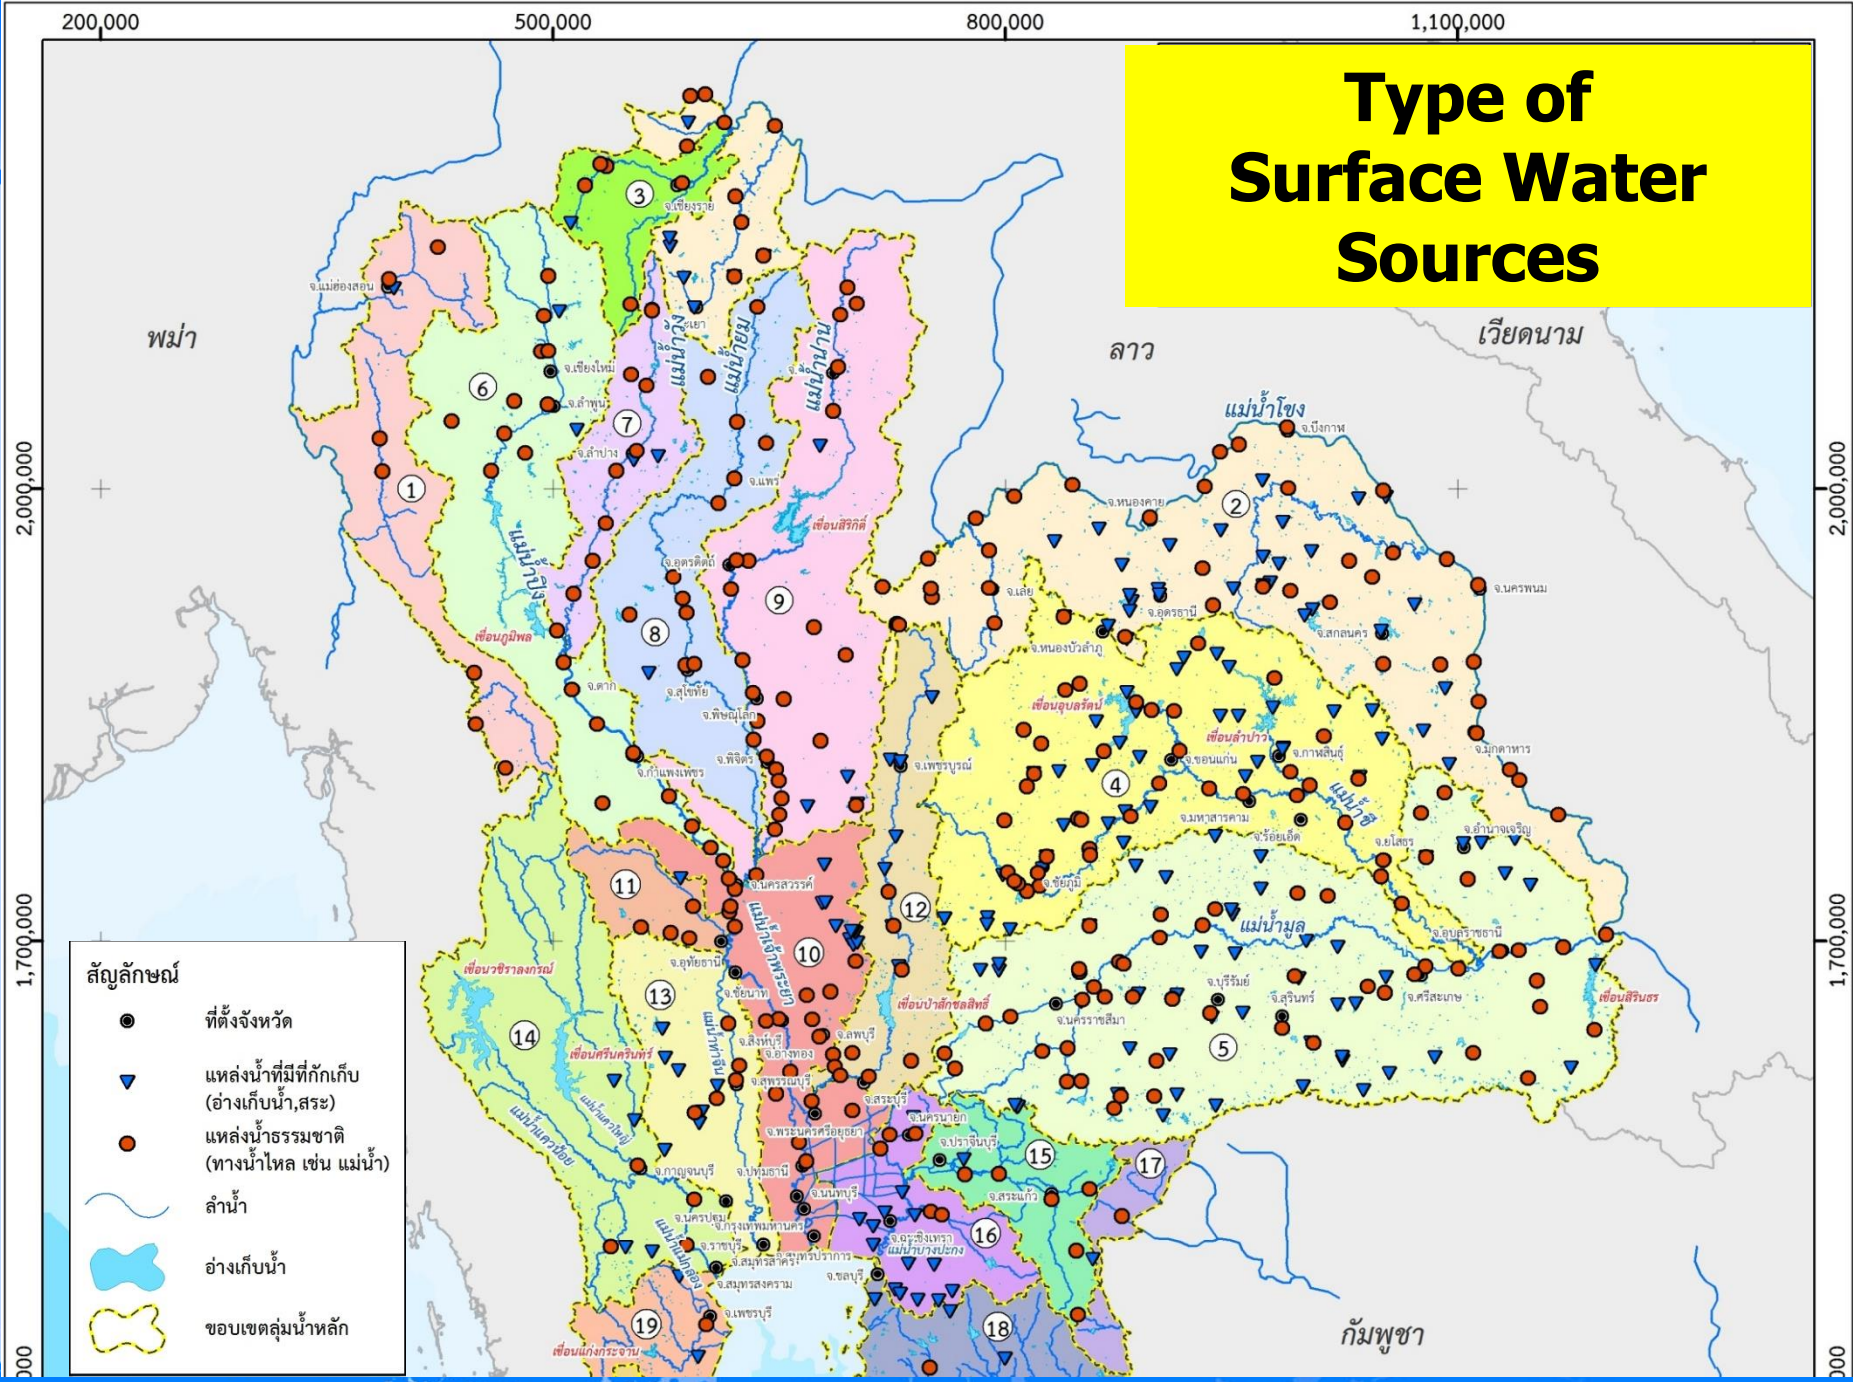 200,000
500,000
800,000
1,100,000
Type of
Surface Water
Sources
พม่า
ลาว
เวียดนาม
กัมพูชา
2,000,000
2,000,000
1,700,000
1,700,000
3
จ.เชียงราย
จ.แม่ฮ่องสอน
แม่น้ำวัง
แม่น้ำยม
แม่น้ำน่าน
6
จ.เชียงใหม่
จ.ลำพูน
7
จ.ลำปาง
แม่น้ำโขง
จ.บึงกาฬ
1
จ.แพร่
จ.หนองคาย
2
เขื่อนสิริกิติ์
แม่น้ำปิง
จ.อุตรดิตถ์
9
จ.เลย
จ.อุดรธานี
จ.นครพนม
เขื่อนภูมิพล
8
จ.สกลนคร
จ.หนองบัวลำภู
จ.ตาก
จ.สุโขทัย
จ.พิษณุโลก
เขื่อนอุบลรัตน์
เขื่อนลำปาว
จ.พิจิตร
จ.กำแพงเพชร
จ.เพชรบูรณ์
จ.ขอนแก่น
จ.กาฬสินธุ์
จ.มุกดาหาร
4
แม่น้ำชี
จ.มหาสารคาม
จ.ร้อยเอ็ด
จ.ยโสธร
จ.อำนาจเจริญ
11
จ.นครสวรรค์
จ.ชัยภูมิ
12
แม่น้ำเจ้าพระยา
10
แม่น้ำมูล
จ.อุบลราชธานี
จ.อุทัยธานี
เขื่อนวชิราลงกรณ์
13
จ.ชัยนาท
เขื่อนป่าสักชลสิทธิ์
จ.บุรีรัมย์
จ.สุรินทร์
จ.ศรีสะเกษ
เขื่อนสิรินธร
14
จ.นครราชสีมา
แม่น้ำท่าจีน
จ.สิงห์บุรี
จ.ลพบุรี
5
เขื่อนศรีนครินทร์
จ.อ่างทอง
จ.สุพรรณบุรี
จ.สระบุรี
แม่น้ำแควน้อย
แม่น้ำแควใหญ่
จ.พระนครศรีอยุธยา
จ.นครนายก
จ.ปราจีนบุรี
15
17
จ.กาญจนบุรี
จ.ปทุมธานี
จ.สระแก้ว
จ.นนทบุรี
จ.นครปฐม
จ.กรุงเทพมหานคร
16
จ.ฉะเชิงเทรา
แม่น้ำบางปะกง
แม่น้ำแม่กลอง
จ.ราชบุรี
จ.สมุทรสาคร
จ.สมุทรปราการ
จ.ชลบุรี
จ.สมุทรสงคราม
จ.เพชรบุรี
19
18
เขื่อนแก่งกระจาน
สัญลักษณ์
ที่ตั้งจังหวัด
แหล่งน้ำที่มีที่กักเก็บ
(อ่างเก็บน้ำ,สระ)
แหล่งน้ำธรรมชาติ
(ทางน้ำไหล เช่น แม่น้ำ)
ลำน้ำ
อ่างเก็บน้ำ
ขอบเขตลุ่มน้ำหลัก